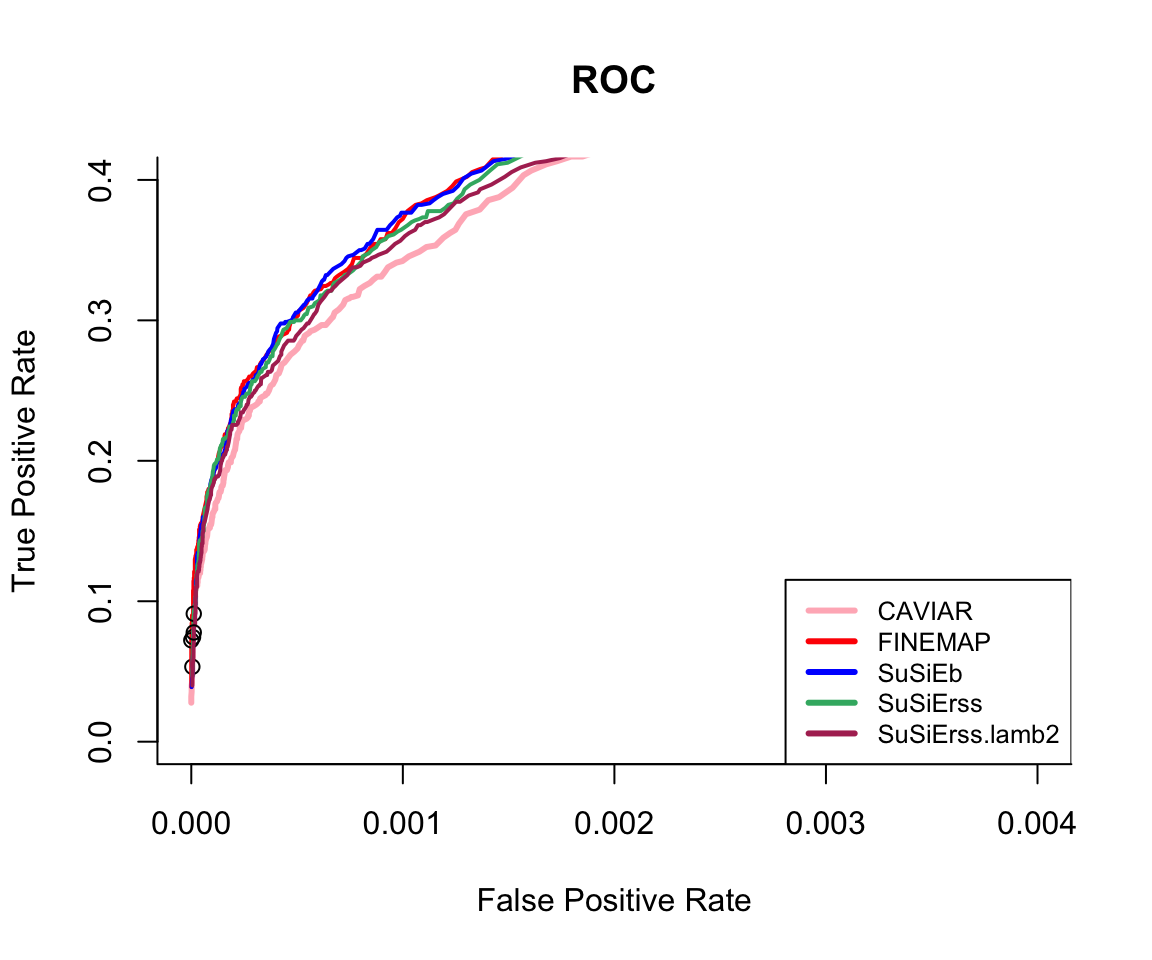 ROC
True Positive Rate
0.4
0.3
0.2
0.1
0.0
CAVIAR
FINEMAP
SuSiEb
SuSiErss
SuSiErss.lamb2
0.000 0.001 0.002 0.003 0.004
False Positive Rate